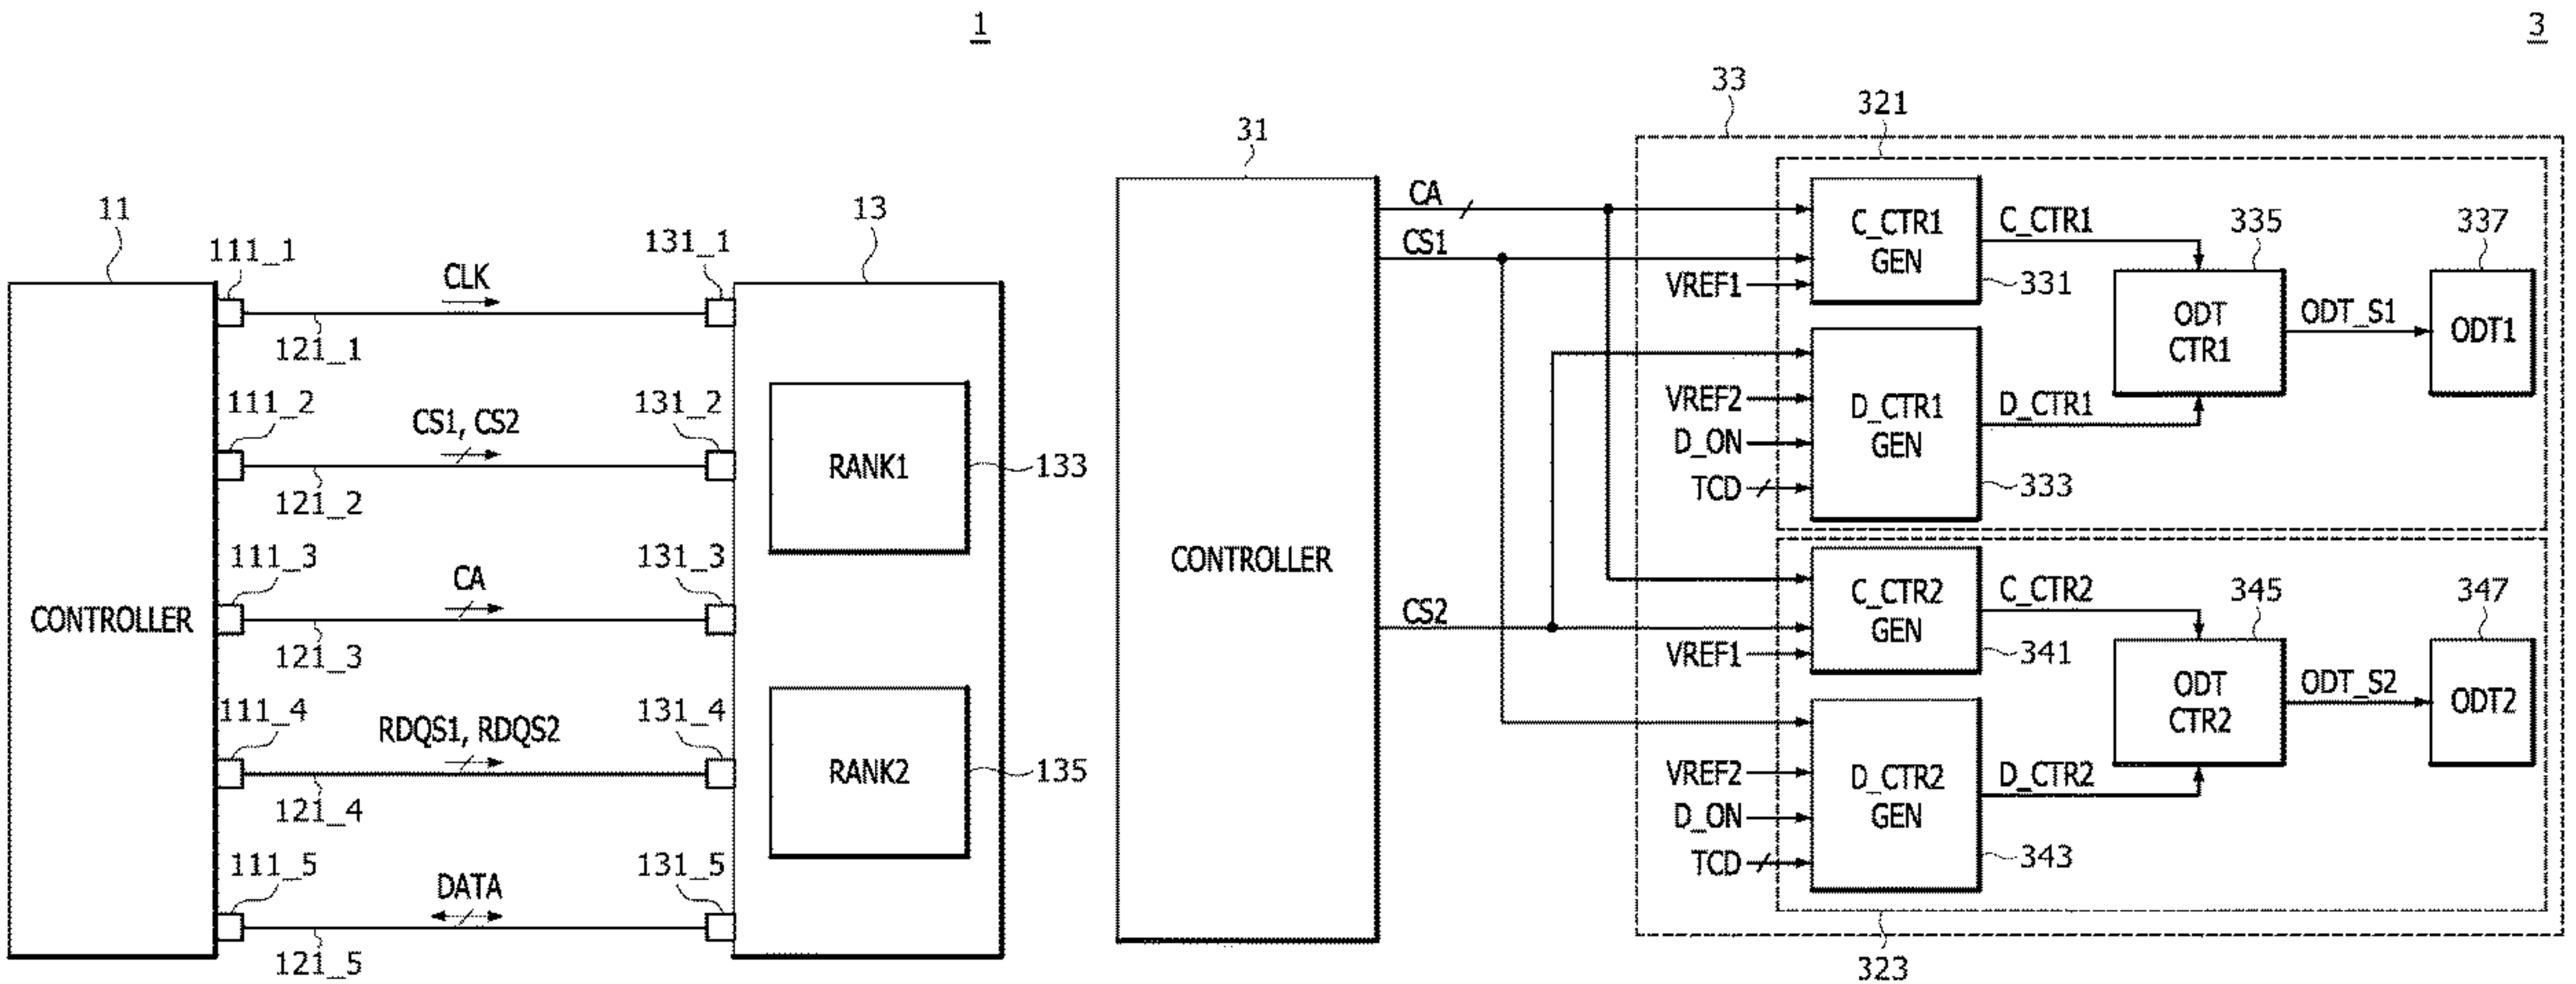 1
11
13
111_1
131_1
CLK
121_1
111_2
131_2
CS1, CS2
121_2
RANK1
133
111_3
131_3
CA
121_3
CONTROLLER
111_4
131_4
RDQS1, RDQS2
121_4
RANK2
135
111_5
131_5
DATA
121_5
3
33
321
31
CA
CS1
VREF1
C_CTR1
GEN
331
C_CTR1
335
337
ODT
CTR1
ODT_S1
ODT1
VREF2
D_ON
TCD
D_CTR1
GEN
333
D_CTR1
CONTROLLER
CS2
VREF1
C_CTR2
GEN
341
C_CTR2
345
347
ODT
CTR2
ODT_S2
ODT2
VREF2
D_ON
TCD
D_CTR2
GEN
343
D_CTR2
323